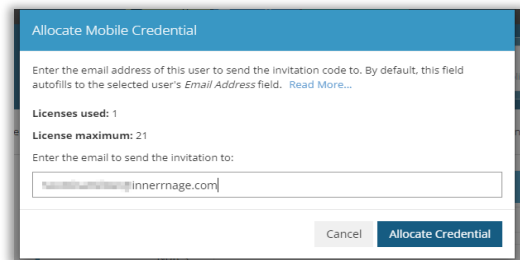 Allocate Mobile Credential
Enter the email address of this user to send the invitation code to. By default, this field
autofills to the selected user's Email Address field. Read More...
Licenses used: 1
License maximum: 21
Enter the email to send the invitation to:
innerrnage.com
Cancel Allocate Credential